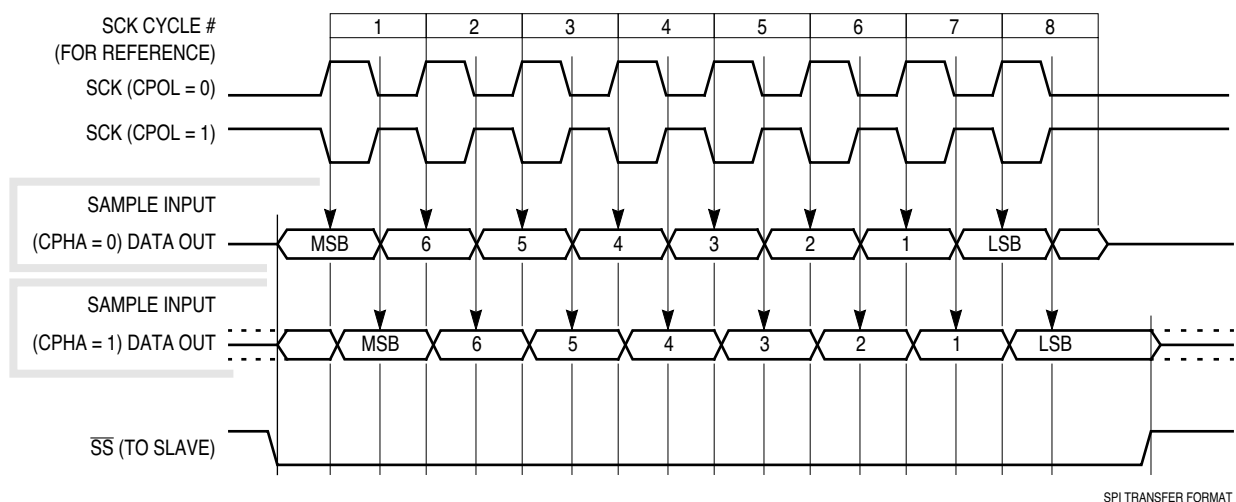 SCK CYCLE # 1 2 3 4 5 6 7 8
(FOR REFERENCE)
SCK (CPOL = 0)
SCK (CPOL = 1)
SAMPLE INPUT
(CPHA = 0) DATA OUT MSB 6 5 4 3 2 1 LSB
SAMPLE INPUT
(CPHA = 1) DATA OUT MSB 6 5 4 3 2 1 LSB
SS (TO SLAVE)
SPI TRANSFER FORMAT